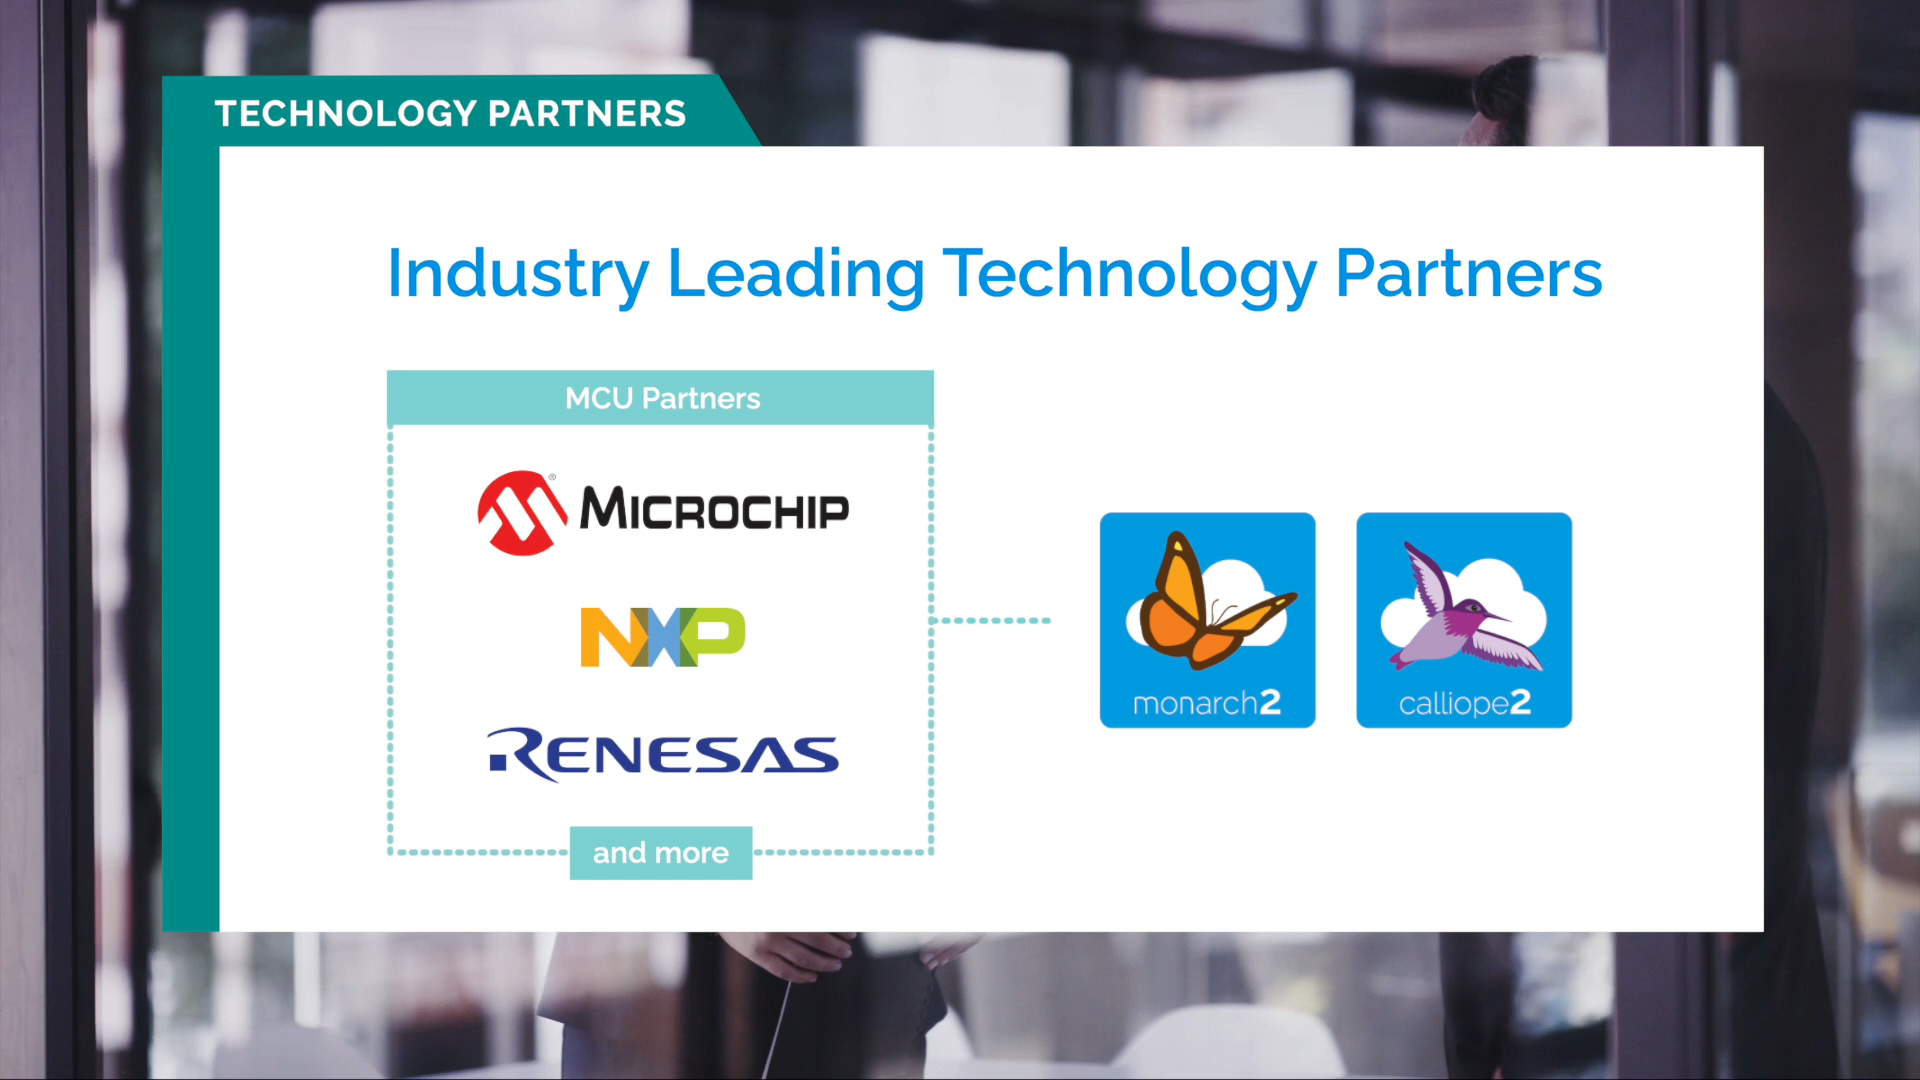 TECHNOLOGY PARTNERS
Industry Leading Technology Partners
MCU Partners
MICROCHIP
NXP
RENESAS
and more
monarch2
calliope2